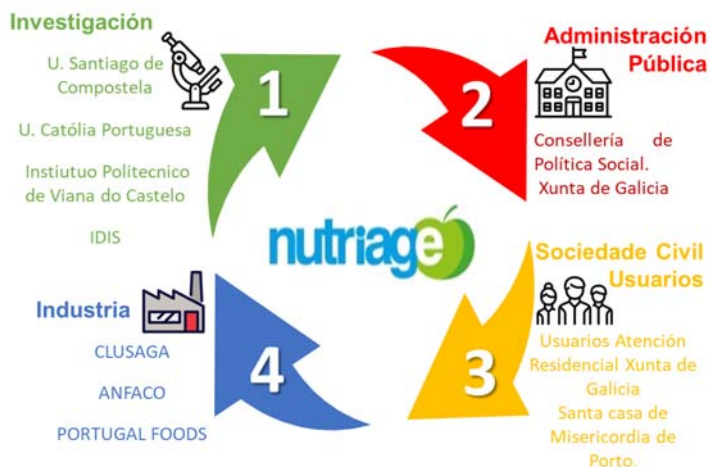 Investigación
U. Santiago de
Compostela
U. Católia Portuguesa
Instiutuo Politecnico
de Viana do Castelo
IDIS
1
2
Administración
Pública
Consellería de
Política Social.
Xunta de Galicia
nutriage
Sociedade Civil
Usuarios
Usuarios Atención
Residencial Xunta de
Galicia
Santa casa de
Misericordia de
Porto.
3
4
Industria
CLUSAGA
ANFACO
PORTUGAL FOODS